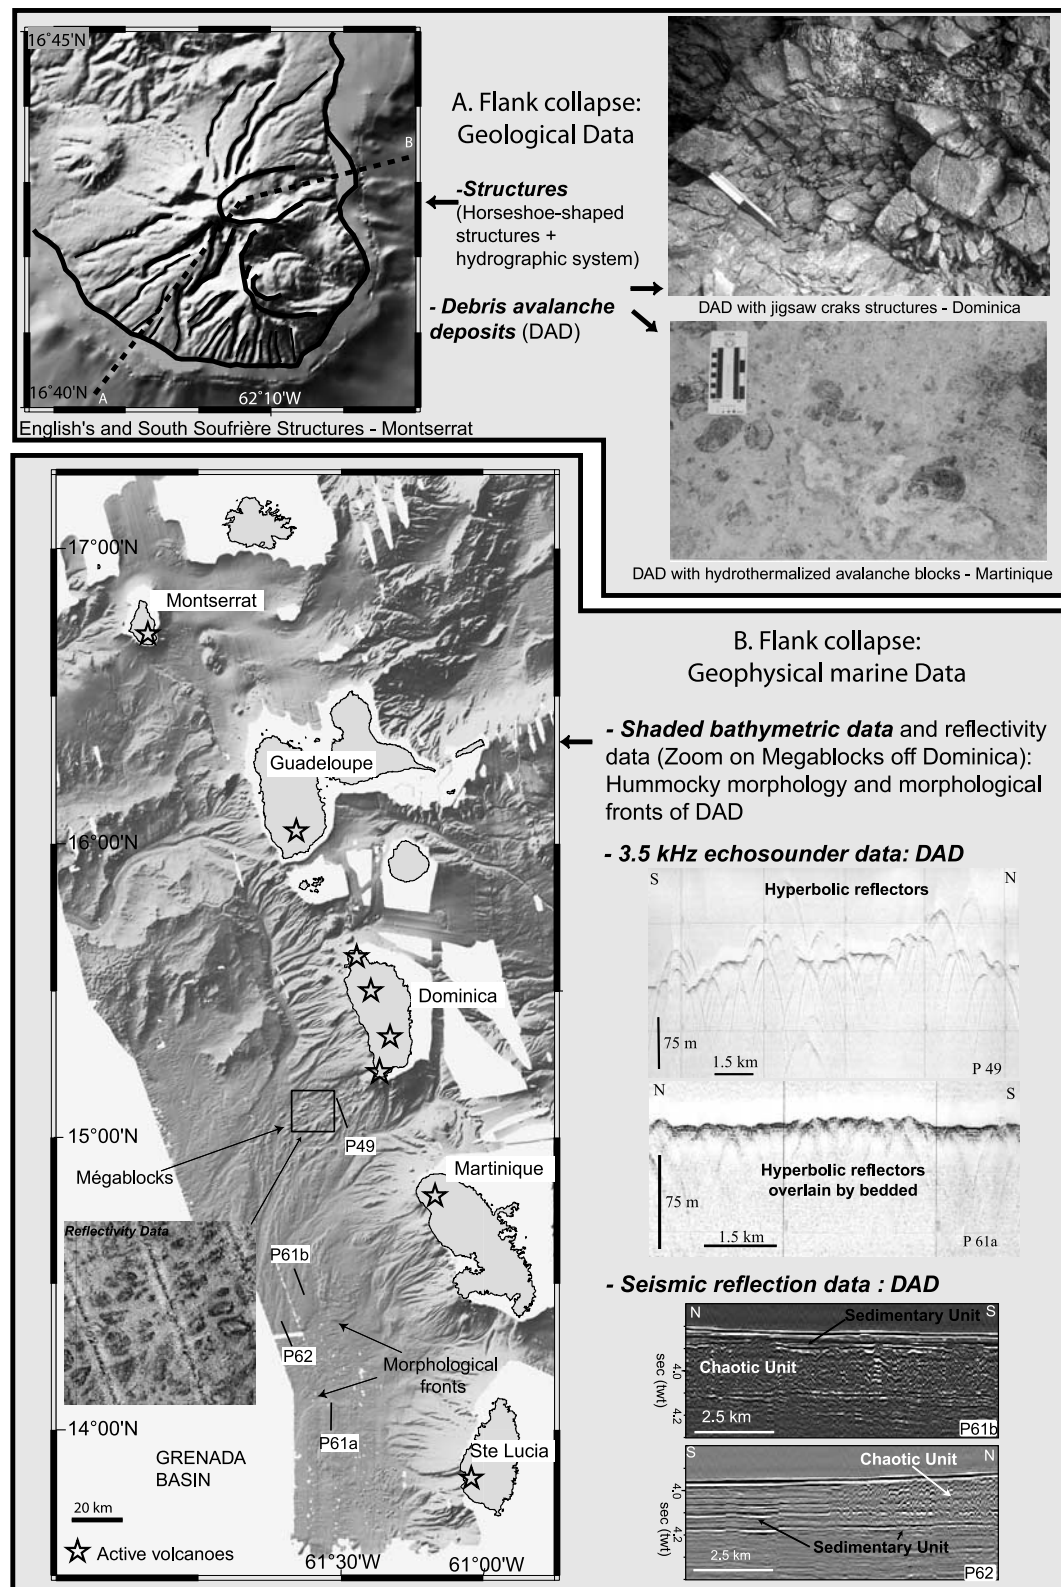 16°45'N
B
16°40'N
A
62°10'W
English's and South Soufrière Structures - Montserrat
A. Flank collapse:
Geological Data
-Structures
(Horseshoe-shaped
structures +
hydrographic system)
- Debris avalanche
deposits (DAD)
DAD with jigsaw craks structures - Dominica
DAD with hydrothermalized avalanche blocks - Martinique
17°00'N
Montserrat
Guadeloupe
16°00'N
Dominica
15°00'N
P49
Mégablocks
Martinique
Reflectivity Data
P61b
P62
Morphological
fronts
14°00'N
P61a
Ste Lucia
GRENADA
BASIN
20 km
Active volcanoes
61°30'W
61°00'W
B. Flank collapse:
Geophysical marine Data
- Shaded bathymetric data and reflectivity
data (Zoom on Megablocks off Dominica):
Hummocky morphology and morphological
fronts of DAD
- 3.5 kHz echosounder data: DAD
S
N
Hyperbolic reflectors
75 m
1.5 km
P 49
N
S
Hyperbolic reflectors
overlain by bedded
75 m
1.5 km
P 61a
- Seismic reflection data : DAD
N
S
Sedimentary Unit
Chaotic Unit
sec (twt)
4.0
4.2
2.5 km
P61b
S
N
Chaotic Unit
sec (twt)
4.0
4.2
Sedimentary Unit
2.5 km
P62